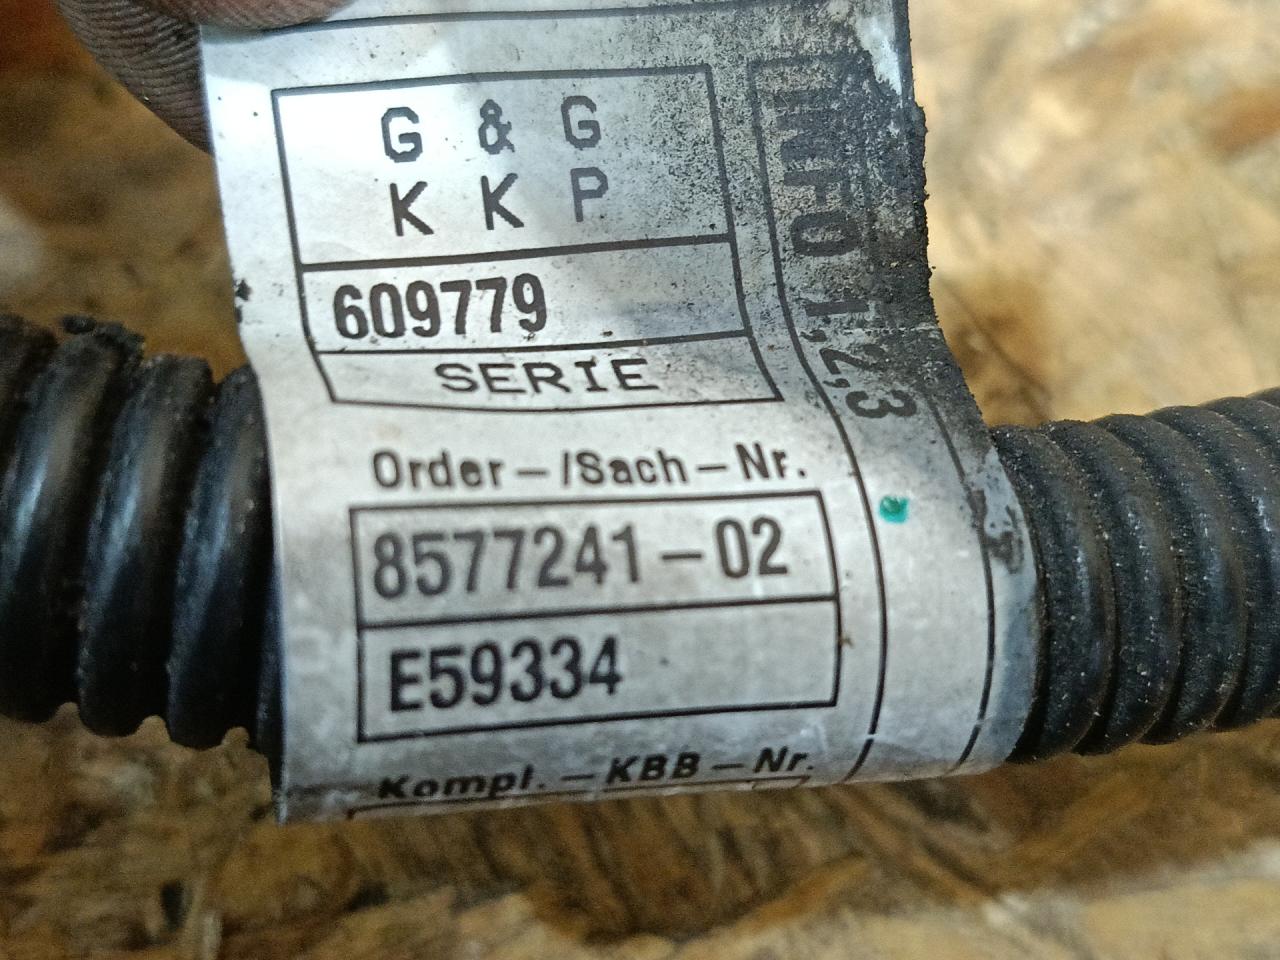 G & G
K K P
609779
SERIE
Order-/Sach-Nr.
8577241-02
E59334
Kompl.-KBB-Nr.
INFO 1,2,3